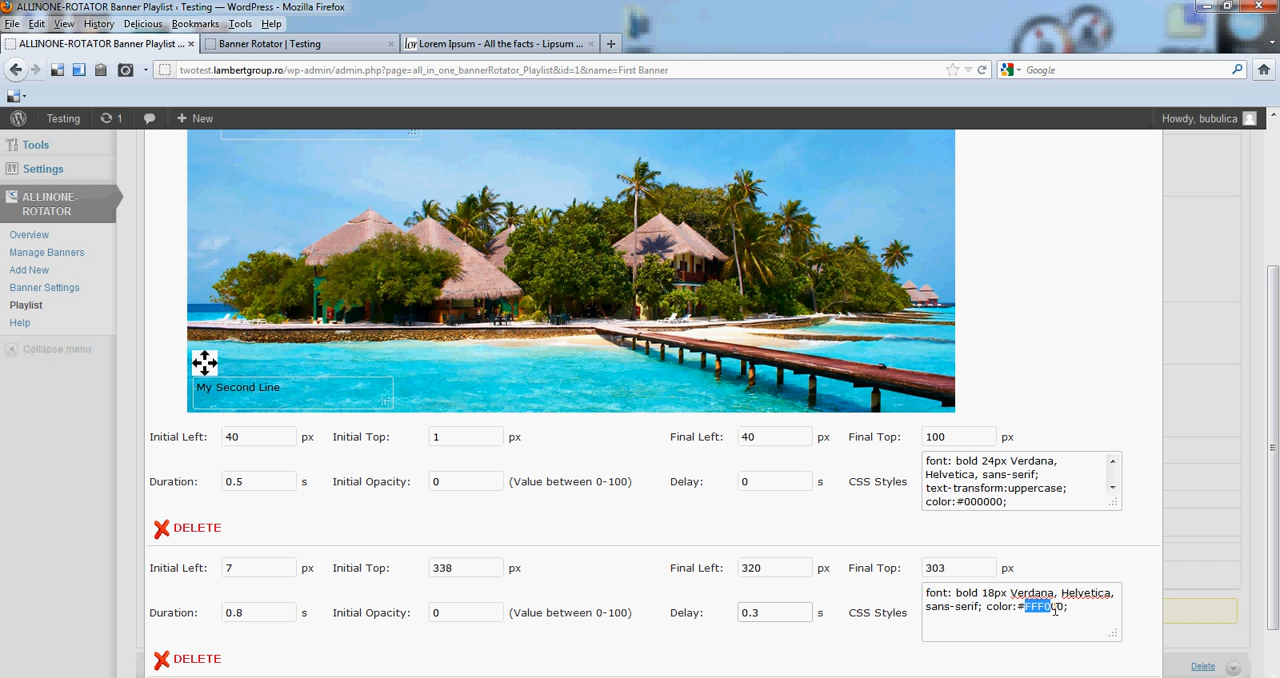 ALLINONE-ROTATOR Banner Playlist ‹ Testing — WordPress - Mozilla Firefox
File Edit View History Delicious Bookmarks Tools Help
ALLINONE-ROTATOR Banner Playlist ... × Banner Rotator | Testing × Lorem Ipsum - All the facts - Lipsum ... × +
twotest.lambertgroup.ro/wp-admin/admin.php?page=all_in_one_bannerRotator_Playlist&id=1&name=First Banner Google
Testing 1 + New Howdy, bubulica
Tools
Settings
ALLINONE-
ROTATOR
Overview
Manage Banners
Add New
Banner Settings
Playlist
Help
Collapse menu
My Second Line
Initial Left: 40 px Initial Top: 1 px Final Left: 40 px Final Top: 100 px
Duration: 0.5 s Initial Opacity: 0 (Value between 0-100) Delay: 0 s CSS Styles
font: bold 24px Verdana,
Helvetica, sans-serif;
text-transform:uppercase;
color:#000000;
DELETE
Initial Left: 7 px Initial Top: 338 px Final Left: 320 px Final Top: 303 px
Duration: 0.8 s Initial Opacity: 0 (Value between 0-100) Delay: 0.3 s CSS Styles
font: bold 18px Verdana, Helvetica,
sans-serif; color:#FFF000;
DELETE
Delete